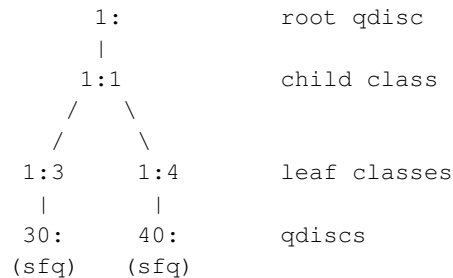 1: root qdisc
|
1:1 child class
/ \
/ \
1:3 1:4 leaf classes
| |
30: 40: qdiscs
(sfq) (sfq)